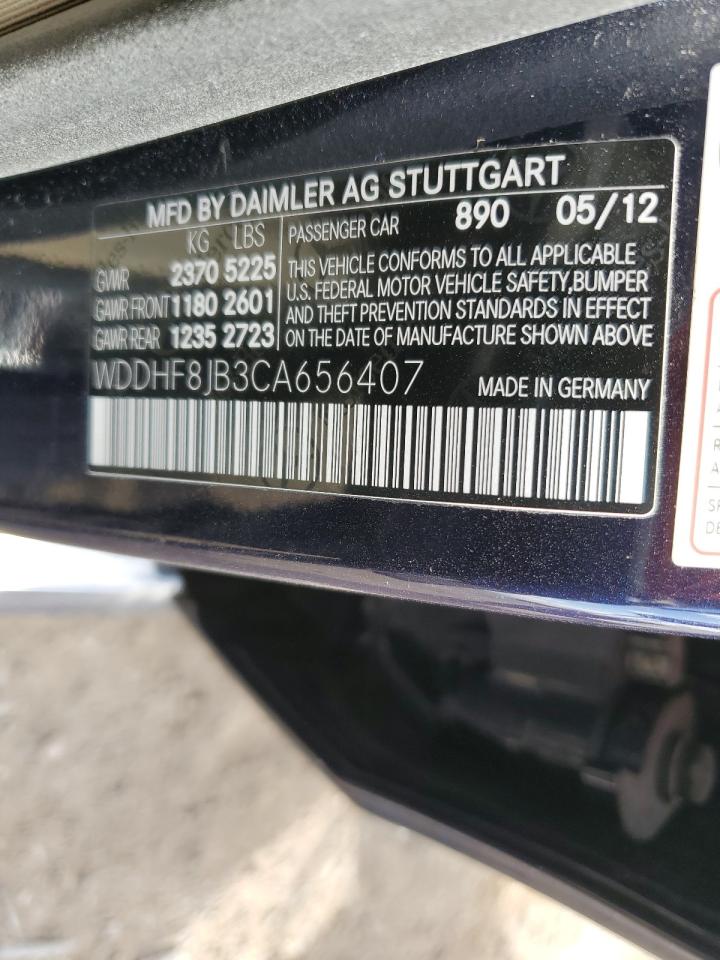 MFD BY DAIMLER AG STUTTGART
KG LBS
GVWR 2370 5225
GAWR FRONT 1180 2601
GAWR REAR 1235 2723
PASSENGER CAR 890 05/12
THIS VEHICLE CONFORMS TO ALL APPLICABLE
U.S. FEDERAL MOTOR VEHICLE SAFETY,BUMPER
AND THEFT PREVENTION STANDARDS IN EFFECT
ON THE DATE OF MANUFACTURE SHOWN ABOVE
WDDHF8JB3CA656407 MADE IN GERMANY